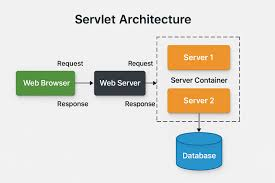 Servlet Architecture
Request
Request
Web Browser
Web Server
Response
Response
Server 1
Server Container
Server 2
Database